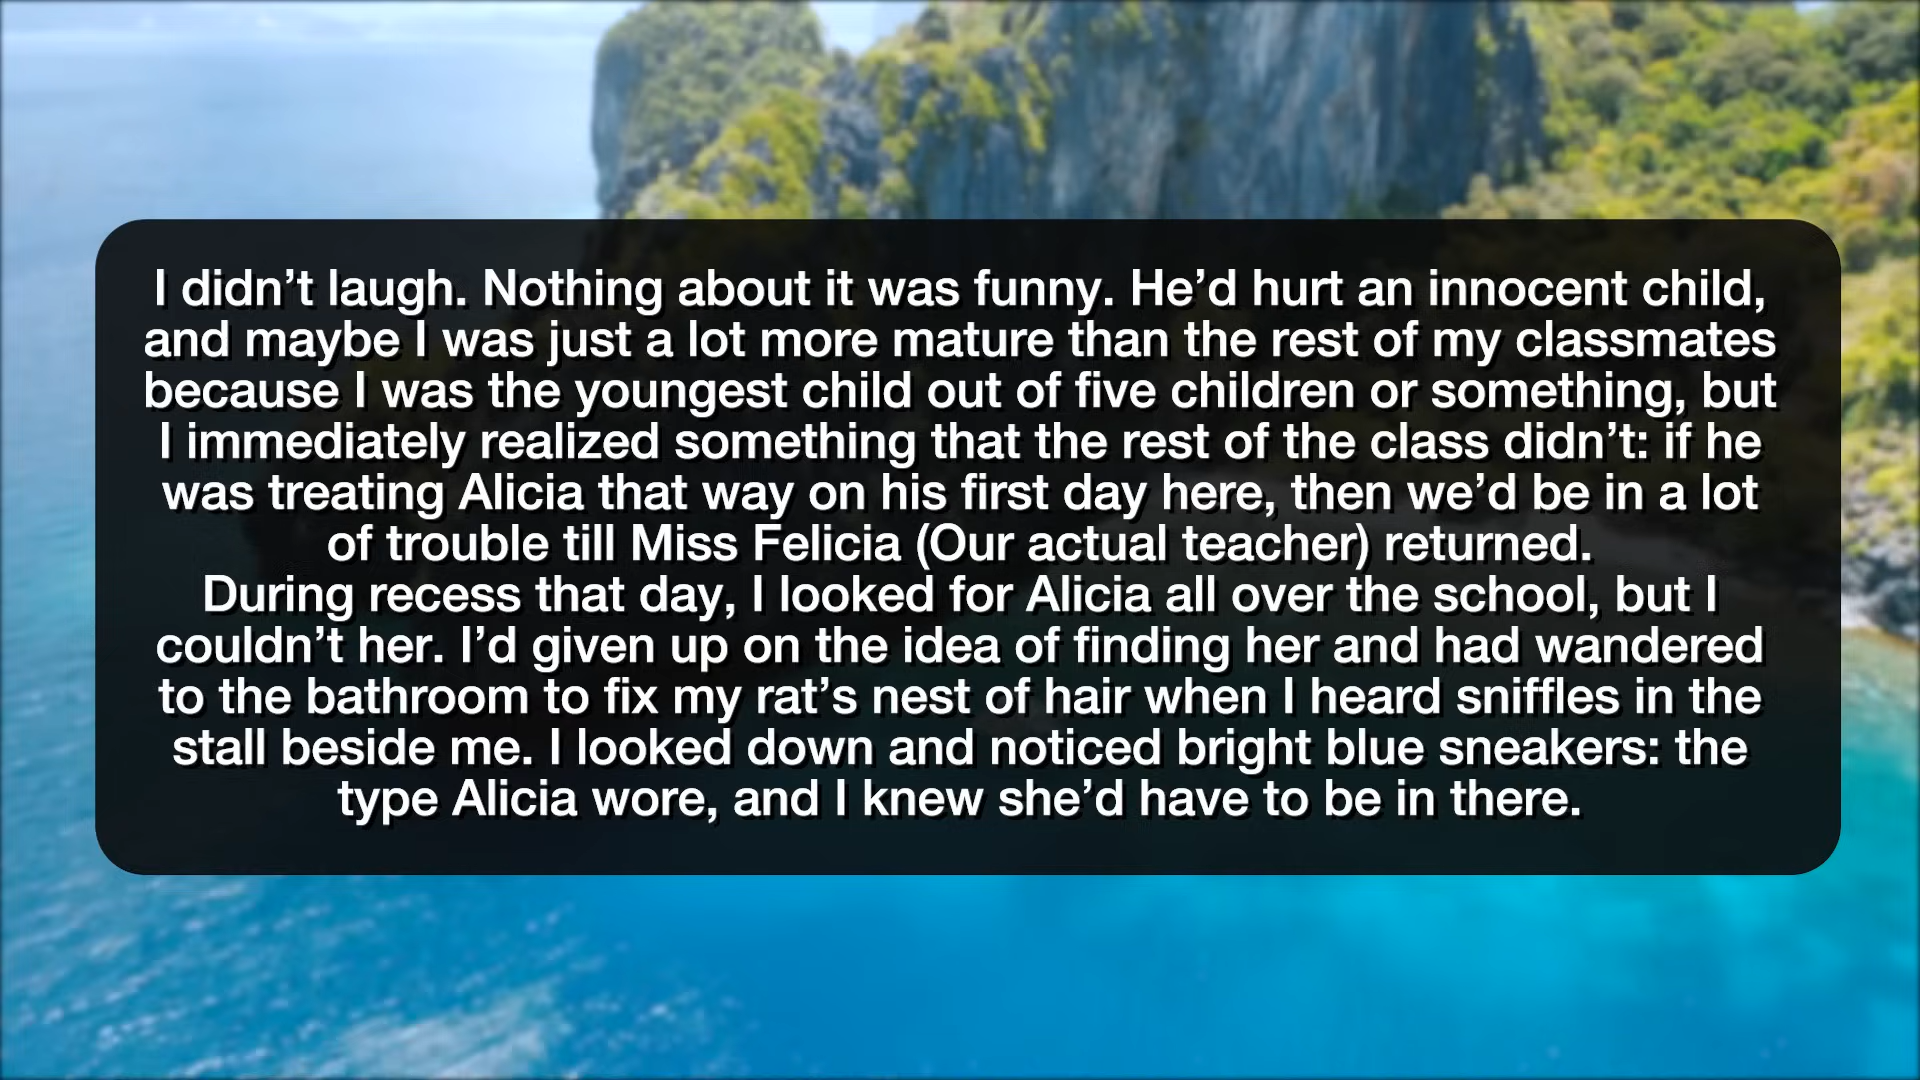 I didn’t laugh. Nothing about it was funny. He’d hurt an innocent child,
and maybe I was just a lot more mature than the rest of my classmates
because I was the youngest child out of five children or something, but
I immediately realized something that the rest of the class didn’t: if he
was treating Alicia that way on his first day here, then we’d be in a lot
of trouble till Miss Felicia (Our actual teacher) returned.
During recess that day, I looked for Alicia all over the school, but I
couldn’t her. I’d given up on the idea of finding her and had wandered
to the bathroom to fix my rat’s nest of hair when I heard sniffles in the
stall beside me. I looked down and noticed bright blue sneakers: the
type Alicia wore, and I knew she’d have to be in there.